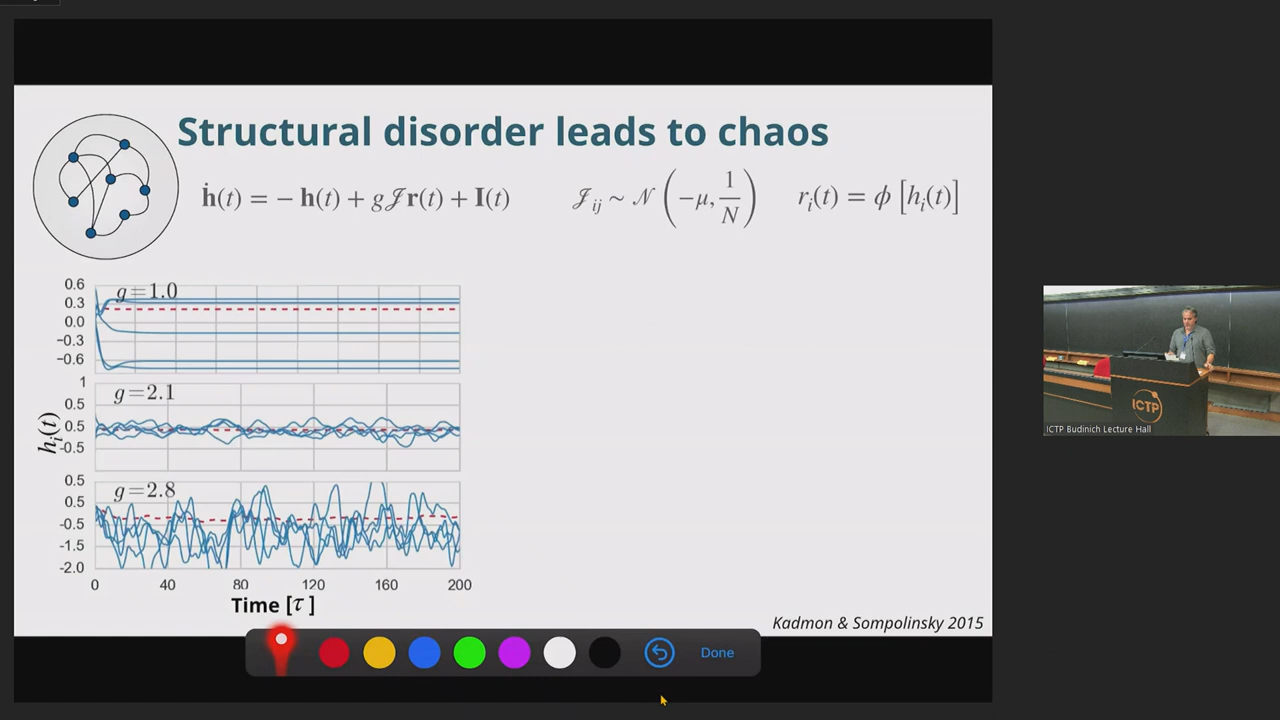 Structural disorder leads to chaos
ḣ(t) = − h(t) + g𝒥r(t) + I(t)
𝒥ij ~ 𝒩 (−μ, 1/N)
ri(t) = ϕ [hi(t)]
g=1.0
0.6
0.3
0.0
−0.3
−0.6
g=2.1
1
0.5
0.5
-0.5
hi(t)
g=2.8
0.5
0.5
-0.5
-1.5
-2.0
0 40 80 120 160 200
Time [τ]
Kadmon & Sompolinsky 2015
Done
ICTP
ICTP Budinich Lecture Hall